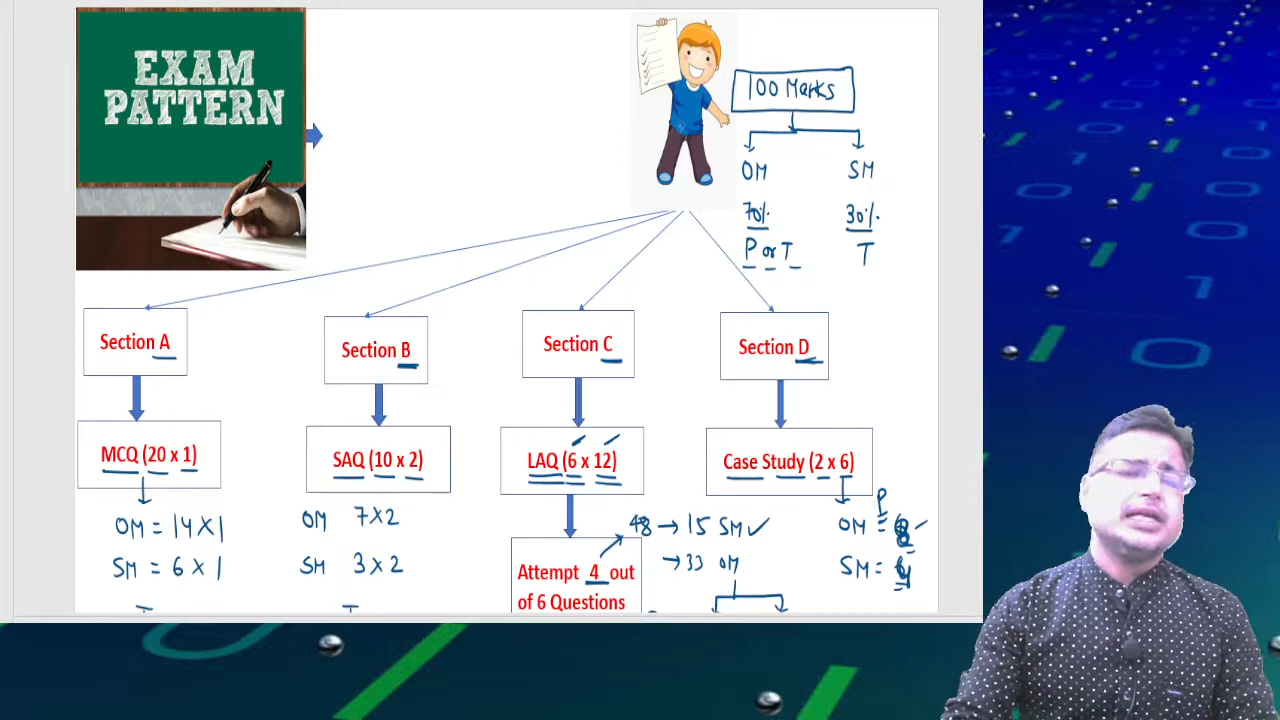 EXAM
PATTERN
100 Marks
OM SM
70% 30%
P or T T
Section A
Section B
Section C
Section D
MCQ (20 x 1)
SAQ (10 x 2)
LAQ (6 x 12)
Case Study (2 x 6)
OM = 14 X 1
SM = 6 X 1
OM 7 X 2
SM 3 X 2
48 → 15 SM ✓
→ 33 OM
Attempt 4 out
of 6 Questions
P
OM = 8
SM = 4
T
T